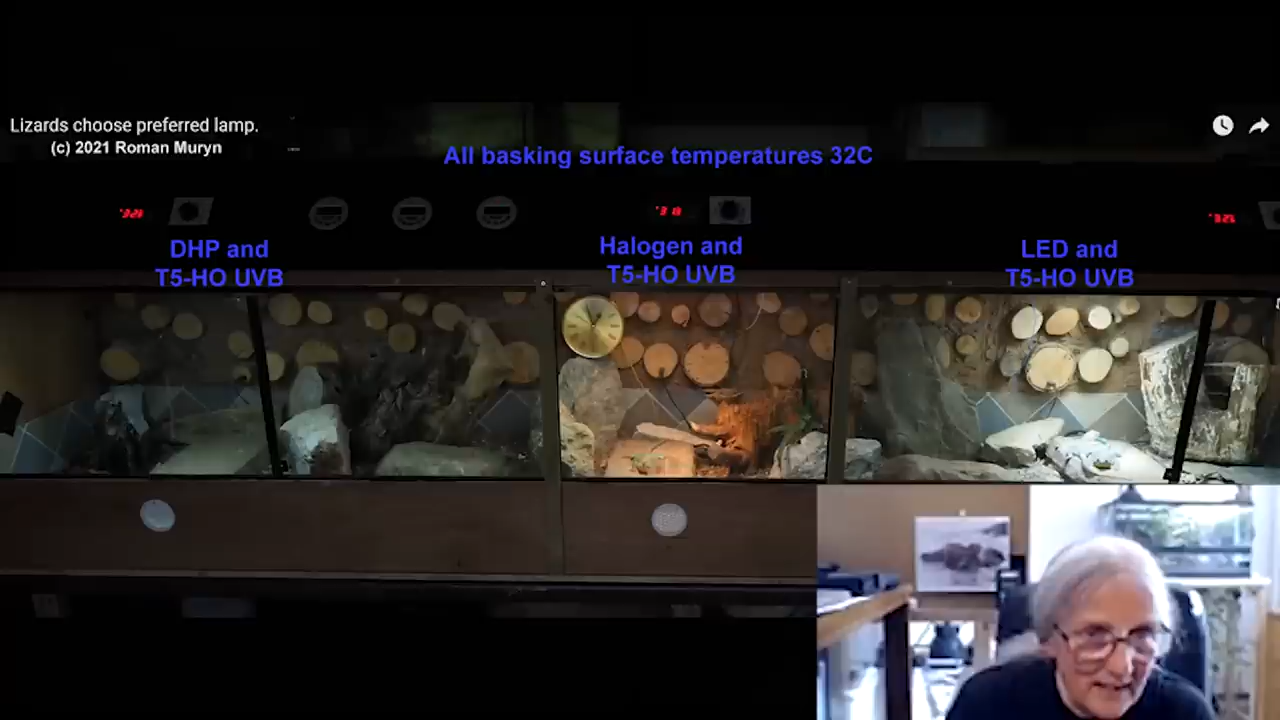 Lizards choose preferred lamp.
(c) 2021 Roman Muryn
All basking surface temperatures 32C
DHP and
T5-HO UVB
Halogen and
T5-HO UVB
LED and
T5-HO UVB